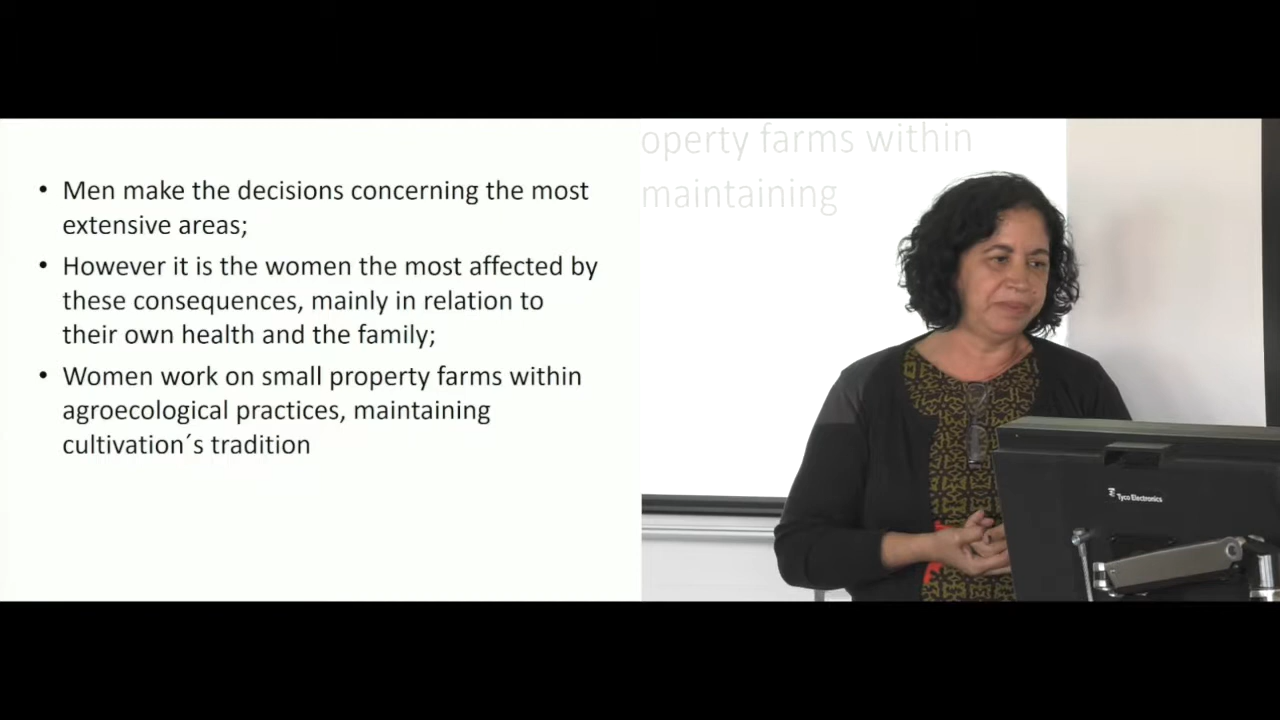 • Men make the decisions concerning the most
extensive areas;
• However it is the women the most affected by
these consequences, mainly in relation to
their own health and the family;
• Women work on small property farms within
agroecological practices, maintaining
cultivation´s tradition
operty farms within
maintaining
Tyco Electronics